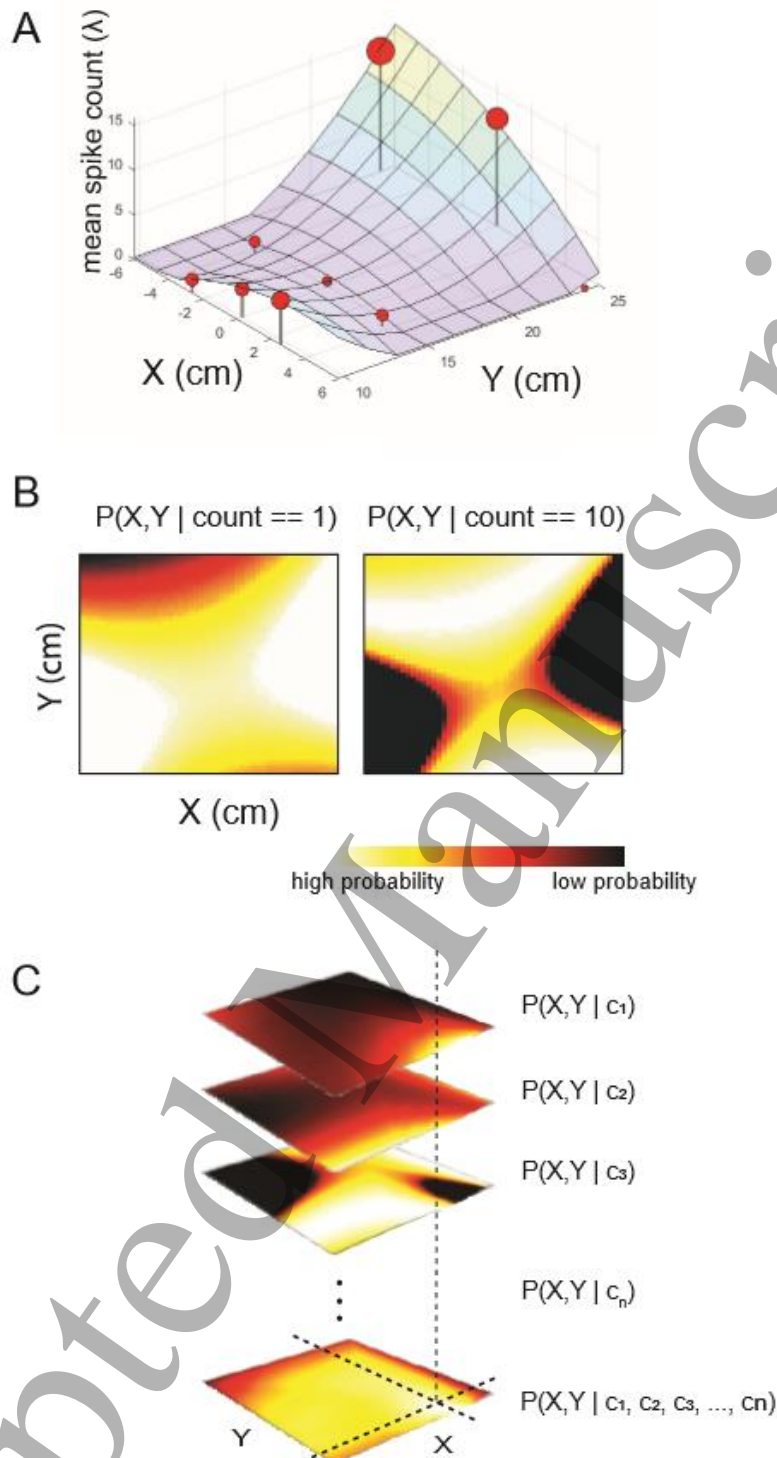 A
mean spike count (λ)
15
10
5
0
-6
-4
-2
0
2
4
6
10
15
20
25
X (cm)
Y (cm)
B
P(X,Y | count == 1)
P(X,Y | count == 10)
Y (cm)
X (cm)
high probability
low probability
C
P(X,Y | c₁)
P(X,Y | c₂)
P(X,Y | c₃)
P(X,Y | cₙ)
P(X,Y | c₁, c₂, c₃, ..., cn)
Y
X
pted Manuscri